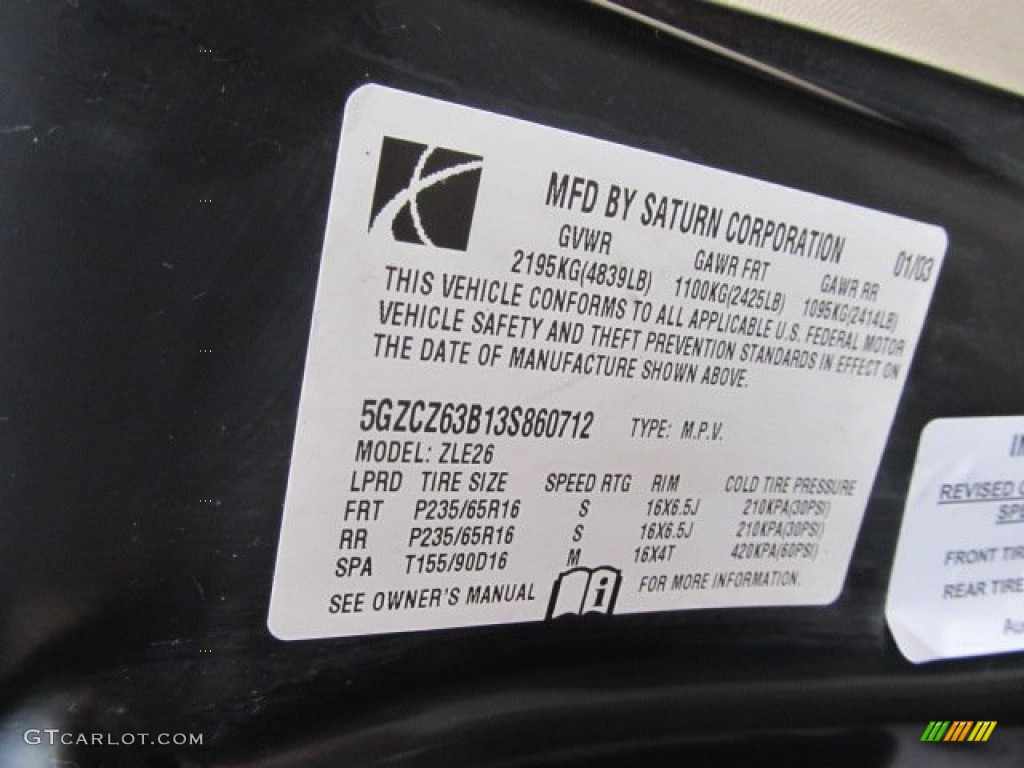 MFD BY SATURN CORPORATION 01/03
GVWR GAWR FRT GAWR RR
2195KG(4839LB) 1100KG(2425LB) 1095KG(2414LB)
THIS VEHICLE CONFORMS TO ALL APPLICABLE U.S. FEDERAL MOTOR
VEHICLE SAFETY AND THEFT PREVENTION STANDARDS IN EFFECT ON
THE DATE OF MANUFACTURE SHOWN ABOVE.
5GZCZ63B13S860712 TYPE: M.P.V.
MODEL: ZLE26
LPRD TIRE SIZE SPEED RTG RIM COLD TIRE PRESSURE
FRT P235/65R16 S 16X6.5J 210KPA(30PSI)
RR P235/65R16 S 16X6.5J 210KPA(30PSI)
SPA T155/90D16 M 16X4T 420KPA(60PSI)
SEE OWNER'S MANUAL i FOR MORE INFORMATION.
REVISED
FRONT TIR
REAR TIRE
GTCARLOT.COM